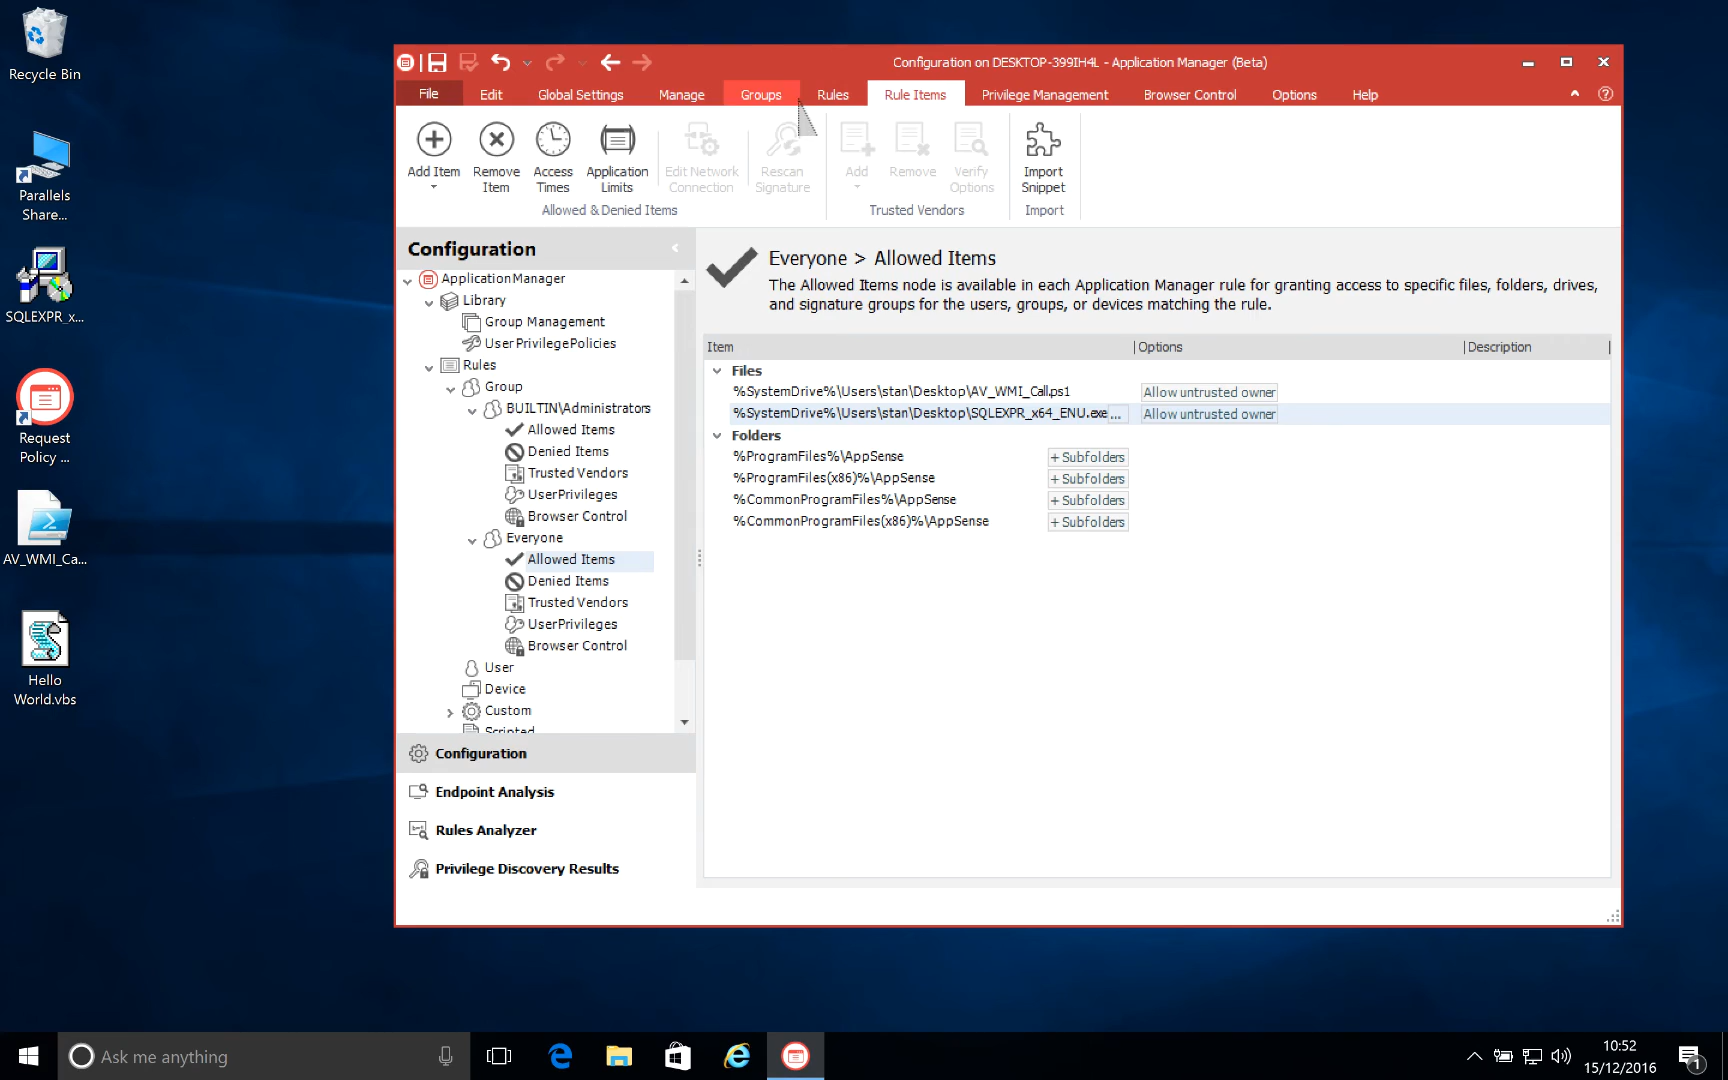 Recycle Bin
Parallels
Share...
SQLEXPR_x...
Request
Policy ...
AV_WMI_Ca...
Hello
World.vbs
Configuration on DESKTOP-399IH4L - Application Manager (Beta)
File
Edit
Global Settings
Manage
Groups
Rules
Rule Items
Privilege Management
Browser Control
Options
Help
Add Item
Remove
Item
Access
Times
Application
Limits
Edit Network
Connection
Rescan
Signature
Allowed & Denied Items
Add
Remove
Verify
Options
Trusted Vendors
Import
Snippet
Import
Configuration
ApplicationManager
Library
Group Management
UserPrivilegePolicies
Rules
Group
BUILTIN\Administrators
Allowed Items
Denied Items
Trusted Vendors
UserPrivileges
Browser Control
Everyone
Allowed Items
Denied Items
Trusted Vendors
UserPrivileges
Browser Control
User
Device
Custom
Scripted
Configuration
Endpoint Analysis
Rules Analyzer
Privilege Discovery Results
Everyone > Allowed Items
The Allowed Items node is available in each Application Manager rule for granting access to specific files, folders, drives,
and signature groups for the users, groups, or devices matching the rule.
Item
Options
Description
Files
%SystemDrive%\Users\stan\Desktop\AV_WMI_Call.ps1
Allow untrusted owner
%SystemDrive%\Users\stan\Desktop\SQLEXPR_x64_ENU.exe ...
Allow untrusted owner
Folders
%ProgramFiles%\AppSense
+ Subfolders
%ProgramFiles(x86)%\AppSense
+ Subfolders
%CommonProgramFiles%\AppSense
+ Subfolders
%CommonProgramFiles(x86)%\AppSense
+ Subfolders
Ask me anything
10:52
15/12/2016
1